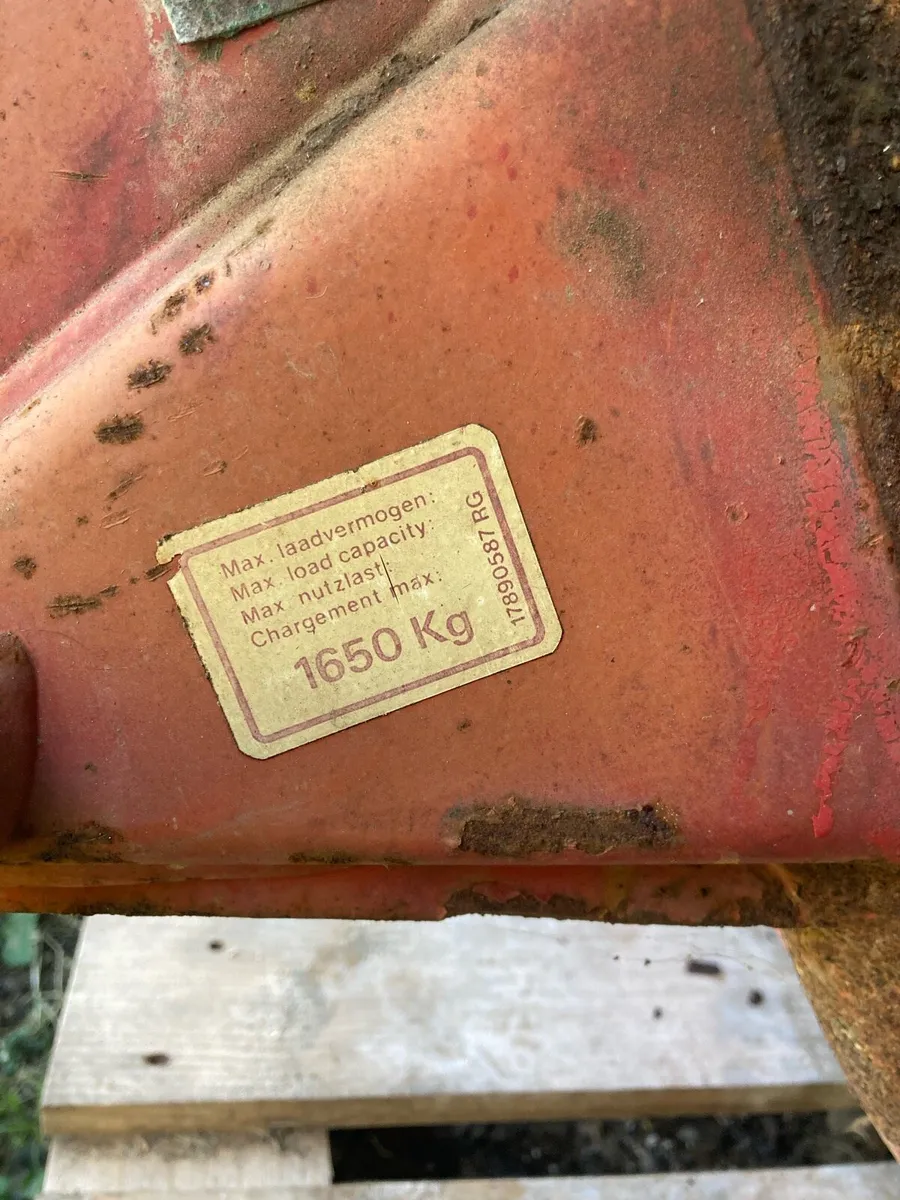 Max. laadvermogen:
Max. load capacity:
Max nutzlast:
Chargement max:
1650 Kg
17890587 RG